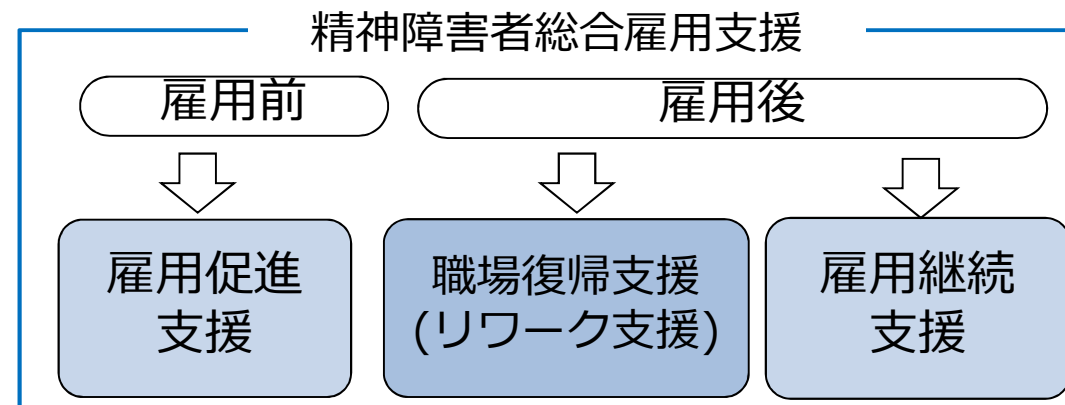 精神障害者総合雇用支援
雇用前
雇用後
雇用促進
支援
職場復帰支援
(リワーク支援)
雇用継続
支援